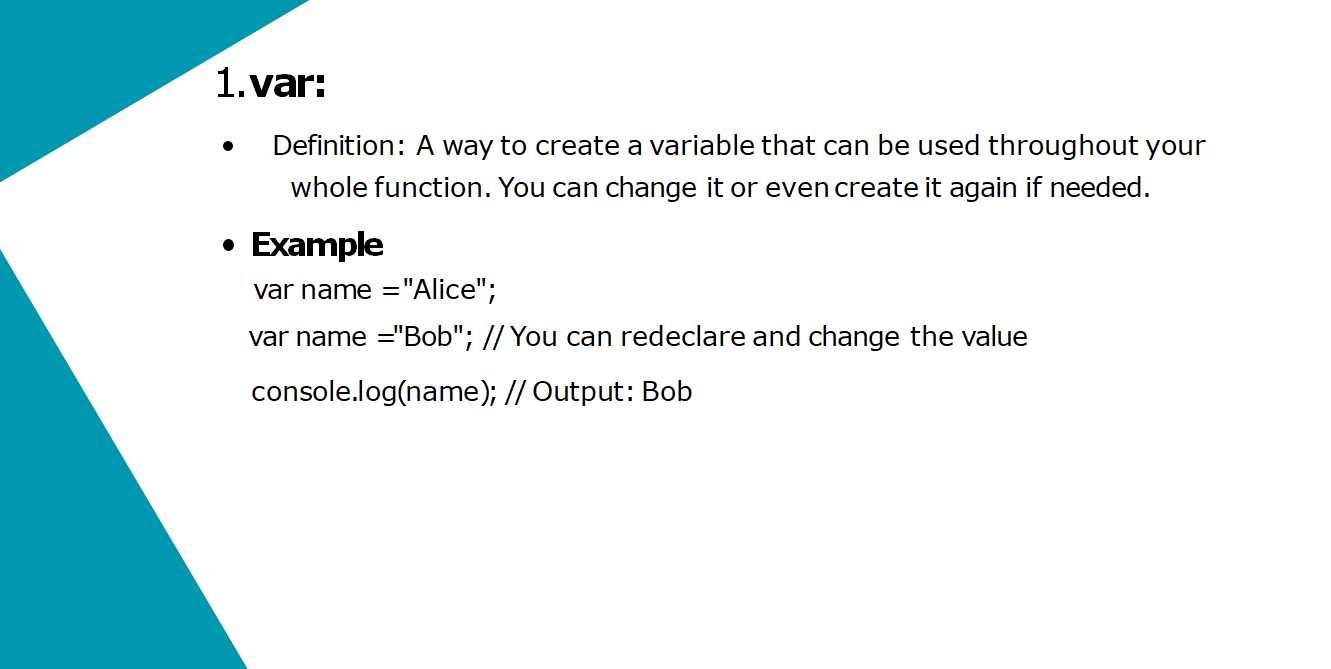 1.var:
• Definition: A way to create a variable that can be used throughout your
whole function. You can change it or even create it again if needed.
• Example
var name ="Alice";
var name ="Bob"; // You can redeclare and change the value
console.log(name); // Output: Bob